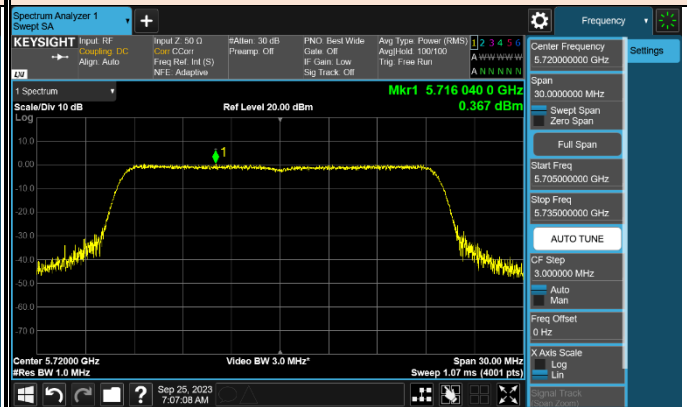 Spectrum Analyzer 1
Swept SA
+
Frequency
KEYSIGHT Input: RF
Coupling: DC
Align: Auto
Input Z: 50 Ω
Corr CCorr
Freq Ref: Int (S)
NFE: Adaptive
#Atten: 30 dB
Preamp: Off
PNO: Best Wide
Gate: Off
IF Gain: Low
Sig Track: Off
Avg Type: Power (RMS)
Avg|Hold: 100/100
Trig: Free Run
1 2 3 4 5 6
A W W W W W
A N N N N N
LXI
1 Spectrum
Scale/Div 10 dB
Log
Ref Level 20.00 dBm
Mkr1 5.716 040 0 GHz
0.367 dBm
1
10.0
0.00
-10.0
-20.0
-30.0
-40.0
-50.0
-60.0
-70.0
Center 5.72000 GHz
#Res BW 1.0 MHz
Video BW 3.0 MHz*
Span 30.00 MHz
Sweep 1.07 ms (4001 pts)
Center Frequency
5.720000000 GHz
Span
30.0000000 MHz
Swept Span
Zero Span
Full Span
Start Freq
5.705000000 GHz
Stop Freq
5.735000000 GHz
AUTO TUNE
CF Step
3.000000 MHz
Auto
Man
Freq Offset
0 Hz
X Axis Scale
Log
Lin
Signal Track
(Span Zoom)
Settings
?
Sep 25, 2023
7:07:08 AM